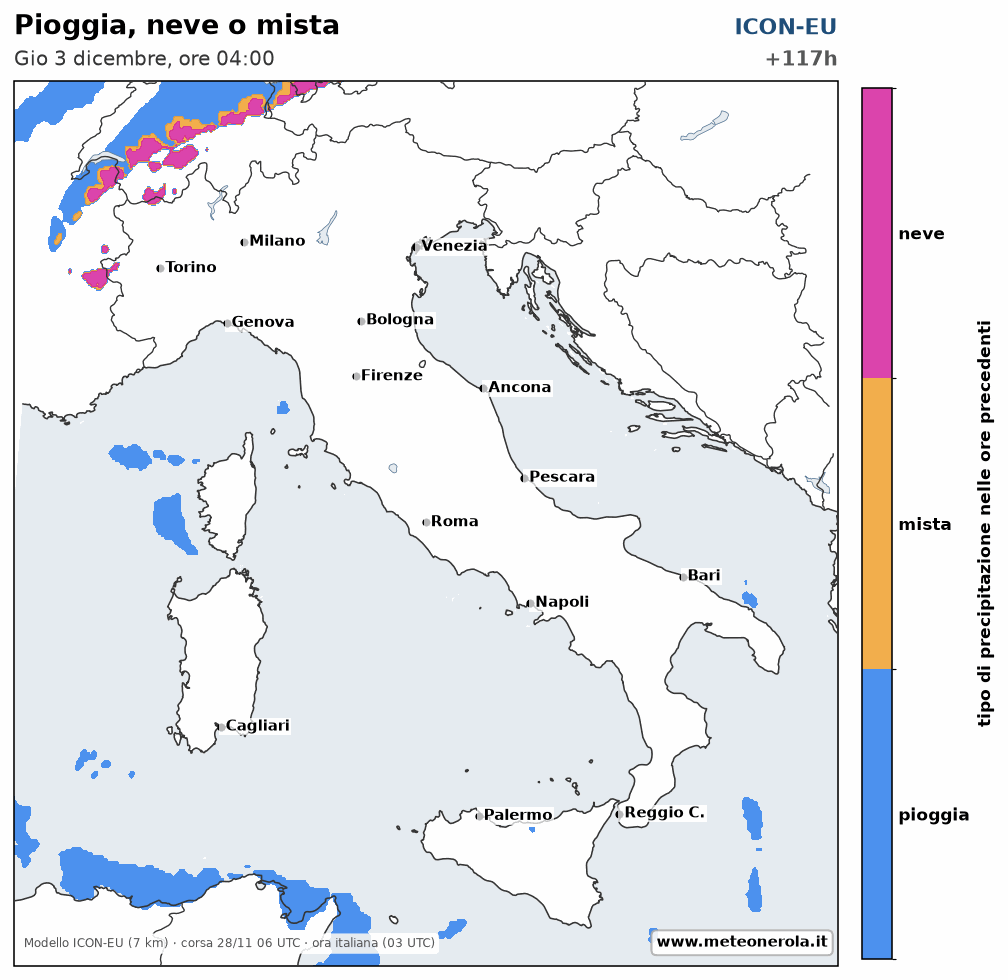 Pioggia, neve o mista
ICON-EU
Gio 3 dicembre, ore 04:00
+117h
neve
Milano
Venezia
Torino
Genova
Bologna
Firenze
Ancona
Pescara
Roma
mista
tipo di precipitazione nelle ore precedenti
Bari
Napoli
Cagliari
Palermo
Reggio C.
pioggia
Modello ICON-EU (7 km) · corsa 28/11 06 UTC · ora italiana (03 UTC)
www.meteonerola.it